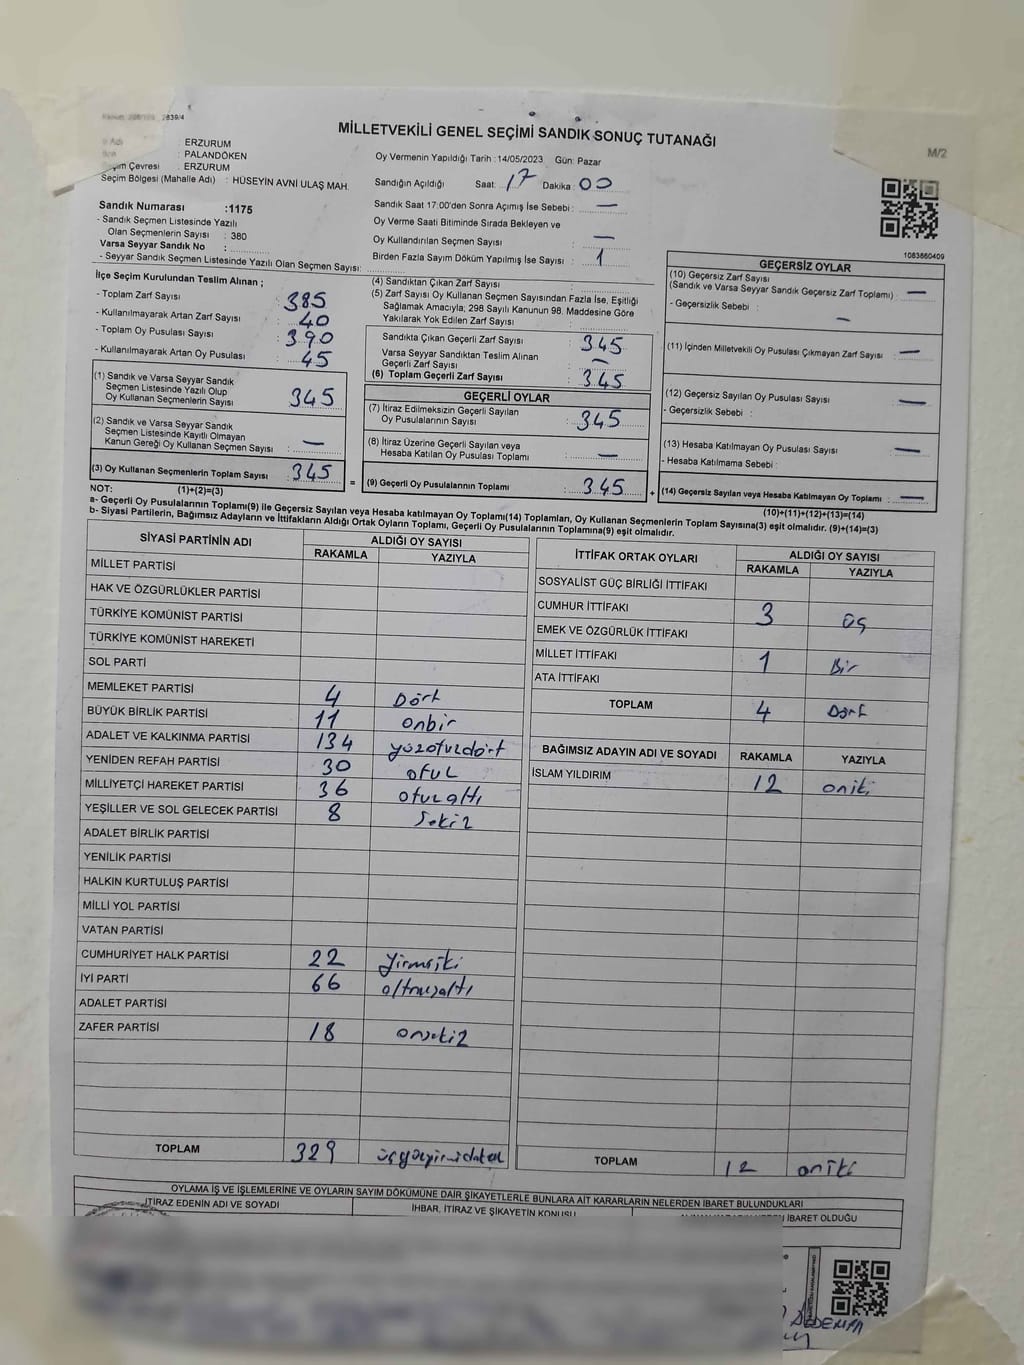 2839/4
MİLLETVEKİLİ GENEL SEÇİMİ SANDIK SONUÇ TUTANAĞI
M/2
İl Adı : ERZURUM
İlçe : PALANDÖKEN
Seçim Çevresi : ERZURUM
Seçim Bölgesi (Mahalle Adı) : HÜSEYİN AVNİ ULAŞ MAH.
Sandık Numarası :1175
- Sandık Seçmen Listesinde Yazılı
Olan Seçmenlerin Sayısı : 380
Varsa Seyyar Sandık No :
- Seyyar Sandık Seçmen Listesinde Yazılı Olan Seçmen Sayısı:
Oy Vermenin Yapıldığı Tarih : 14/05/2023 Gün: Pazar
Sandığın Açıldığı Saat: 17 Dakika : 00
Sandık Saat 17:00'den Sonra Açımış İse Sebebi : —
Oy Verme Saati Bitiminde Sırada Bekleyen ve
Oy Kullandırılan Seçmen Sayısı : —
Birden Fazla Sayım Döküm Yapılmış İse Sayısı : 1
1083860409
İlçe Seçim Kurulundan Teslim Alınan ;
- Toplam Zarf Sayısı : 385
- Kullanılmayarak Artan Zarf Sayısı : 40
- Toplam Oy Pusulası Sayısı : 390
- Kullanılmayarak Artan Oy Pusulası : 45
(1) Sandık ve Varsa Seyyar Sandık
Seçmen Listesinde Yazılı Olup
Oy Kullanan Seçmenlerin Sayısı : 345
(2) Sandık ve Varsa Seyyar Sandık
Seçmen Listesinde Kayıtlı Olmayan
Kanun Gereği Oy Kullanan Seçmen Sayısı : —
(3) Oy Kullanan Seçmenlerin Toplam Sayısı : 345
(4) Sandıktan Çıkan Zarf Sayısı :
(5) Zarf Sayısı Oy Kullanan Seçmen Sayısından Fazla İse, Eşitliği
Sağlamak Amacıyla; 298 Sayılı Kanunun 98. Maddesine Göre
Yakılarak Yok Edilen Zarf Sayısı :
Sandıkta Çıkan Geçerli Zarf Sayısı : 345
Varsa Seyyar Sandıktan Teslim Alınan
Geçerli Zarf Sayısı : —
(6) Toplam Geçerli Zarf Sayısı : 345
GEÇERLİ OYLAR
(7) İtiraz Edilmeksizin Geçerli Sayılan
Oy Pusulalarının Sayısı : 345
(8) İtiraz Üzerine Geçerli Sayılan veya
Hesaba Katılan Oy Pusulası Toplamı : —
= (9) Geçerli Oy Pusulalarının Toplamı : 345
GEÇERSİZ OYLAR
(10) Geçersiz Zarf Sayısı
(Sandık ve Varsa Seyyar Sandık Geçersiz Zarf Toplamı) : —
- Geçersizlik Sebebi : —
(11) İçinden Milletvekili Oy Pusulası Çıkmayan Zarf Sayısı : —
(12) Geçersiz Sayılan Oy Pusulası Sayısı : —
- Geçersizlik Sebebi :
(13) Hesaba Katılmayan Oy Pusulası Sayısı : —
- Hesaba Katılmama Sebebi :
+ (14) Geçersiz Sayılan veya Hesaba Katılmayan Oy Toplamı : —
NOT: (1)+(2)=(3) (10)+(11)+(12)+(13)=(14)
a- Geçerli Oy Pusulalarının Toplamı(9) ile Geçersiz Sayılan veya Hesaba katılmayan Oy Toplamı(14) Toplamları, Oy Kullanan Seçmenlerin Toplam Sayısına(3) eşit olmalıdır. (9)+(14)=(3)
b- Siyasi Partilerin, Bağımsız Adayların ve İttifakların Aldığı Ortak Oyların Toplamı, Geçerli Oy Pusulalarının Toplamına(9) eşit olmalıdır.
SİYASİ PARTİNİN ADI ALDIĞI OY SAYISI
RAKAMLA YAZIYLA
MİLLET PARTİSİ
HAK VE ÖZGÜRLÜKLER PARTİSİ
TÜRKİYE KOMÜNİST PARTİSİ
TÜRKİYE KOMÜNİST HAREKETİ
SOL PARTİ
MEMLEKET PARTİSİ 4 Dört
BÜYÜK BİRLİK PARTİSİ 11 onbir
ADALET VE KALKINMA PARTİSİ 134 yüzotuzdört
YENİDEN REFAH PARTİSİ 30 otuz
MİLLİYETÇİ HAREKET PARTİSİ 36 otuzaltı
YEŞİLLER VE SOL GELECEK PARTİSİ 8 Sekiz
ADALET BİRLİK PARTİSİ
YENİLİK PARTİSİ
HALKIN KURTULUŞ PARTİSİ
MİLLİ YOL PARTİSİ
VATAN PARTİSİ
CUMHURİYET HALK PARTİSİ 22 yirmiiki
İYİ PARTİ 66 altmışaltı
ADALET PARTİSİ
ZAFER PARTİSİ 18 onsekiz
TOPLAM 329 üçyüzyirmidokuz
İTTİFAK ORTAK OYLARI ALDIĞI OY SAYISI
RAKAMLA YAZIYLA
SOSYALİST GÜÇ BİRLİĞİ İTTİFAKI
CUMHUR İTTİFAKI 3 üç
EMEK VE ÖZGÜRLÜK İTTİFAKI
MİLLET İTTİFAKI 1 Bir
ATA İTTİFAKI
TOPLAM 4 Dört
BAĞIMSIZ ADAYIN ADI VE SOYADI RAKAMLA YAZIYLA
İSLAM YILDIRIM 12 oniki
TOPLAM 12 oniki
OYLAMA İŞ VE İŞLEMLERİNE VE OYLARIN SAYIM DÖKÜMÜNE DAİR ŞİKAYETLERLE BUNLARA AİT KARARLARIN NELERDEN İBARET BULUNDUKLARI
İTİRAZ EDENİN ADI VE SOYADI
İHBAR, İTİRAZ VE ŞİKAYETİN KONUSU
İBARET OLDUĞU